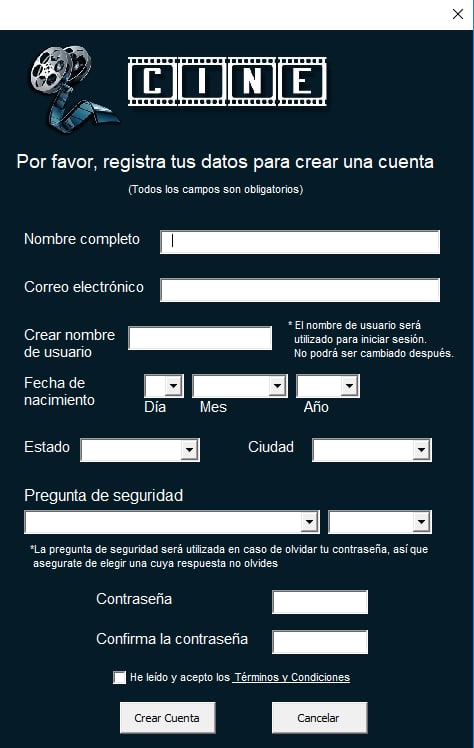 CINE
Por favor, registra tus datos para crear una cuenta
(Todos los campos son obligatorios)
Nombre completo
Correo electrónico
Crear nombre
de usuario
* El nombre de usuario será
utilizado para iniciar sesión.
No podrá ser cambiado después.
Fecha de
nacimiento
Día Mes Año
Estado Ciudad
Pregunta de seguridad
*La pregunta de seguridad será utilizada en caso de olvidar tu contraseña, así que
asegurate de elegir una cuya respuesta no olvides
Contraseña
Confirma la contraseña
He leído y acepto los Términos y Condiciones
Crear Cuenta Cancelar